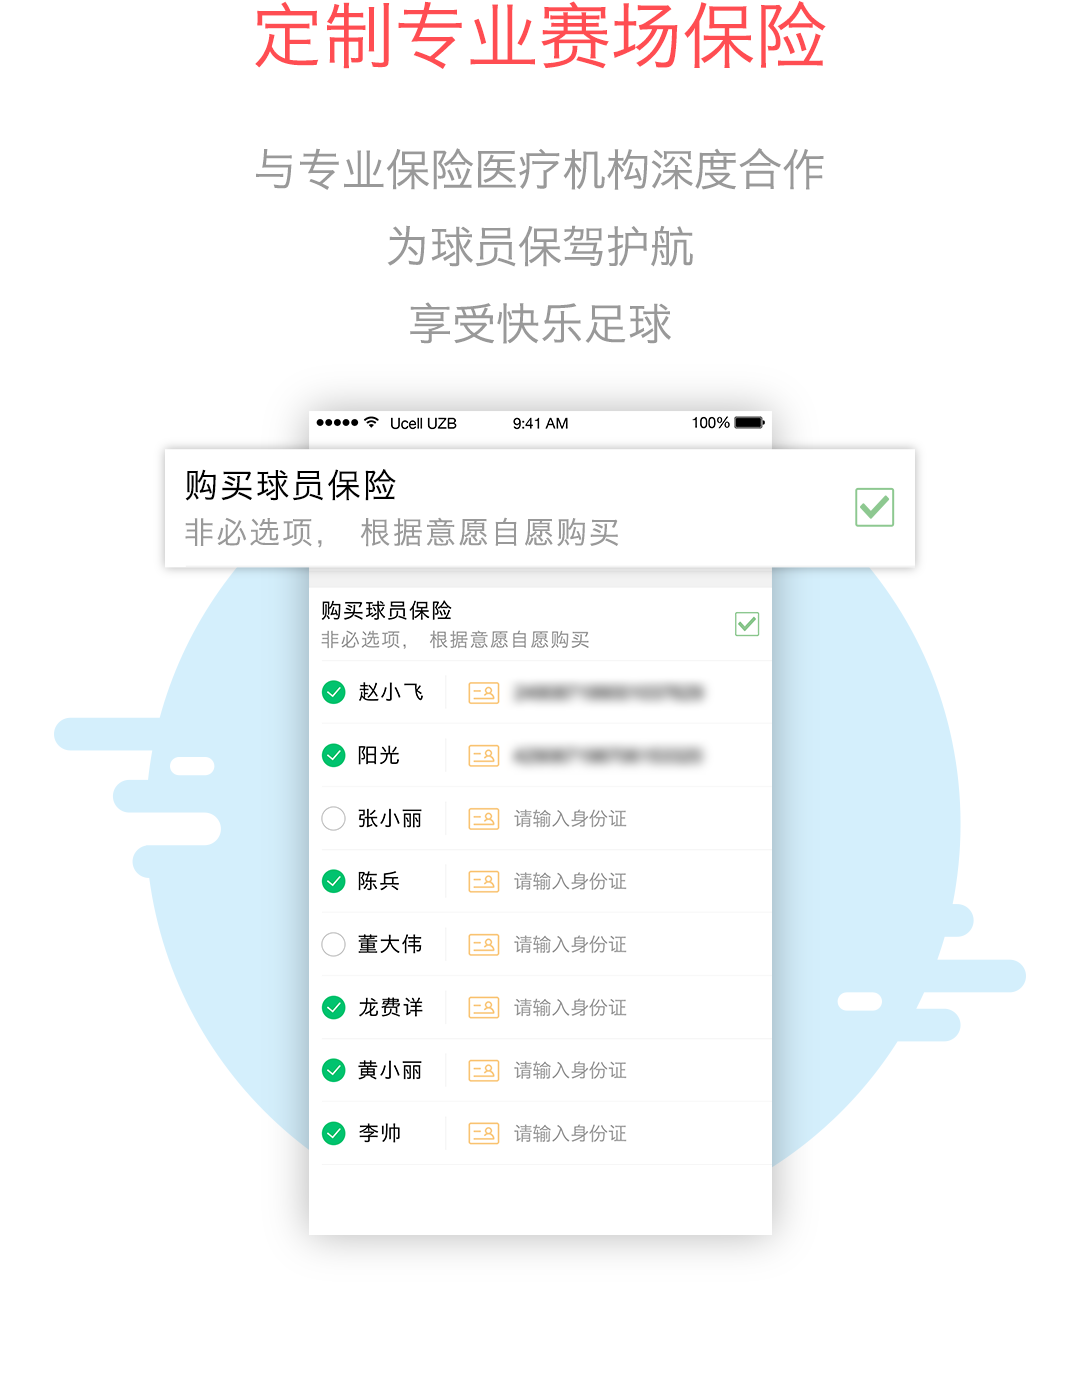 定制专业赛场保险
与专业保险医疗机构深度合作
为球员保驾护航
享受快乐足球
Ucell UZB 9:41 AM 100%
购买球员保险
非必选项， 根据意愿自愿购买
购买球员保险
非必选项， 根据意愿自愿购买
赵小飞
阳光
张小丽 请输入身份证
陈兵 请输入身份证
董大伟 请输入身份证
龙费详 请输入身份证
黄小丽 请输入身份证
李帅 请输入身份证